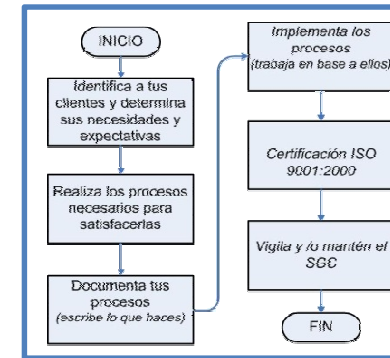 INICIO
Identifica a tus
clientes y determina
sus necesidades y
expectativas
Realiza los procesos
necesarios para
satisfacerlas
Documenta tus
procesos
(escribe lo que haces)
Implementa los
procesos
(trabaja en base a ellos)
Certificación ISO
9001:2000
Vigila y /o mantén el
SGC
FIN